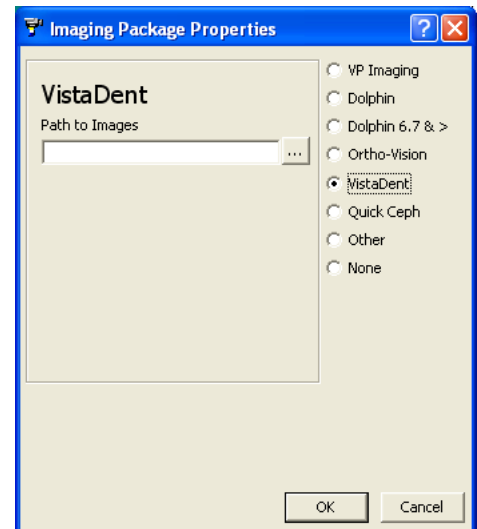 Imaging Package Properties
VistaDent
Path to Images
...
VP Imaging
Dolphin
Dolphin 6.7 & >
Ortho-Vision
VistaDent
Quick Ceph
Other
None
OK
Cancel